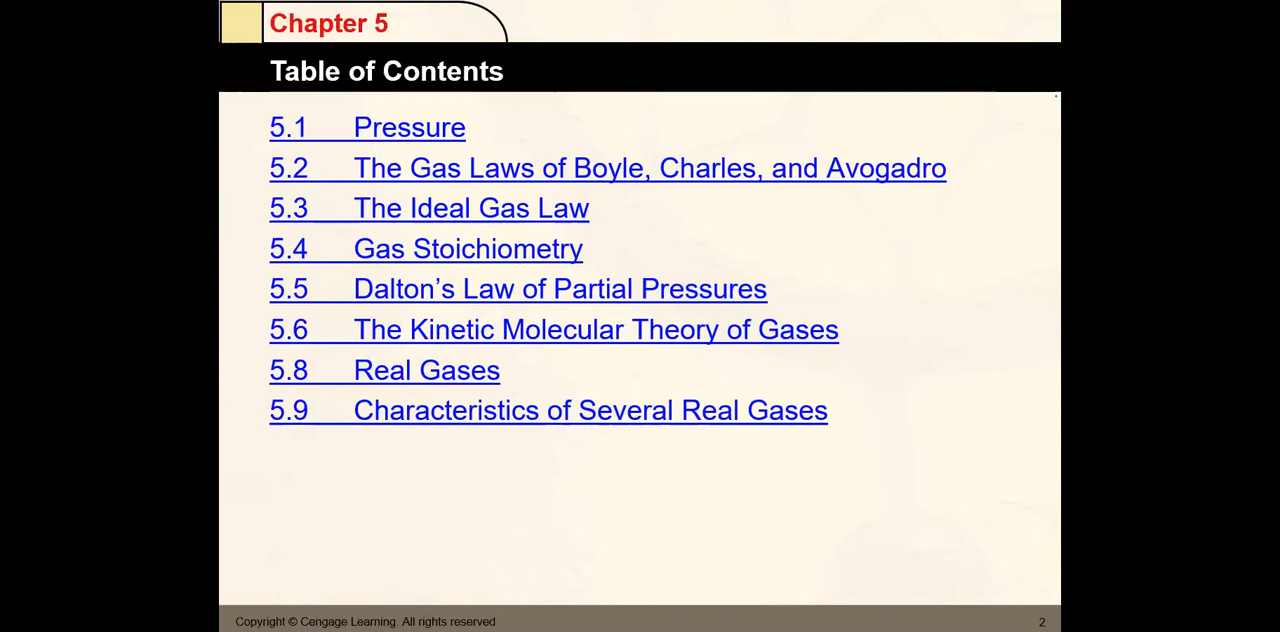 Chapter 5
Table of Contents
5.1 Pressure
5.2 The Gas Laws of Boyle, Charles, and Avogadro
5.3 The Ideal Gas Law
5.4 Gas Stoichiometry
5.5 Dalton’s Law of Partial Pressures
5.6 The Kinetic Molecular Theory of Gases
5.8 Real Gases
5.9 Characteristics of Several Real Gases
Copyright © Cengage Learning. All rights reserved 2